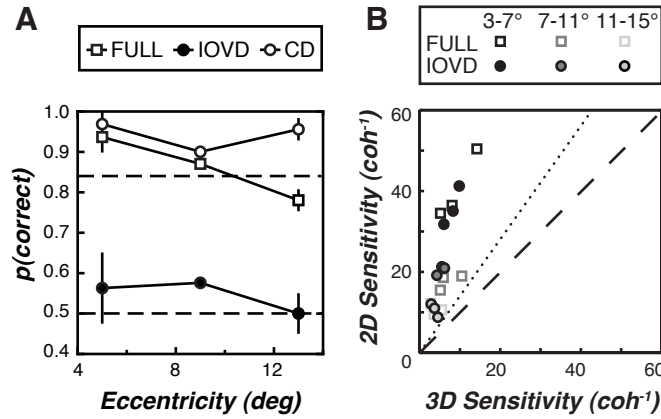 A
FULL IOVD CD
1.0
0.9
0.8
0.7
0.6
0.5
0.4
p(correct)
4 8 12
Eccentricity (deg)
B
3-7° 7-11° 11-15°
FULL
IOVD
60
40
20
0
2D Sensitivity (coh⁻¹)
0 20 40 60
3D Sensitivity (coh⁻¹)